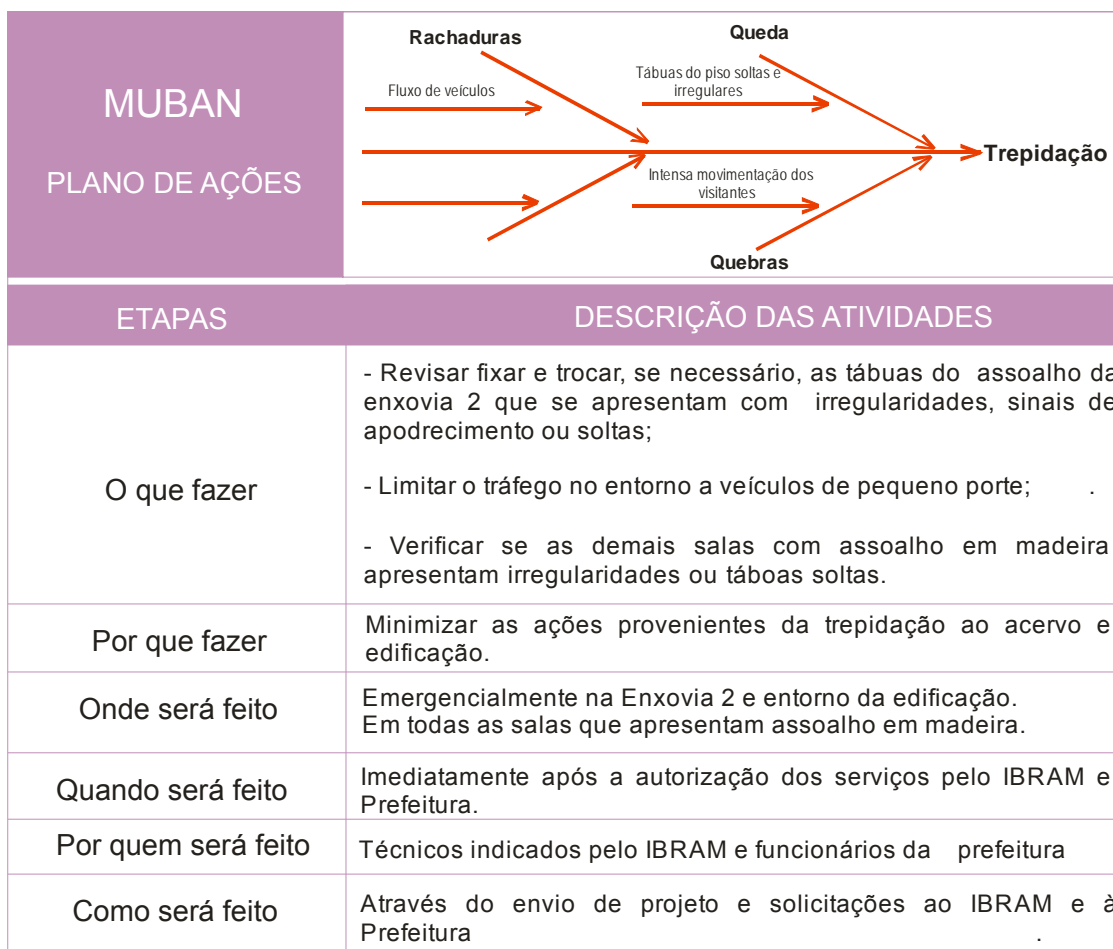 MUBAN
PLANO DE AÇÕES
Rachaduras
Queda
Fluxo de veículos
Tábuas do piso soltas e
irregulares
Trepidação
Intensa movimentação dos
visitantes
Quebras
ETAPAS
DESCRIÇÃO DAS ATIVIDADES
O que fazer
- Revisar fixar e trocar, se necessário, as tábuas do assoalho da
enxovia 2 que se apresentam com irregularidades, sinais de
apodrecimento ou soltas;
- Limitar o tráfego no entorno a veículos de pequeno porte; .
- Verificar se as demais salas com assoalho em madeira
apresentam irregularidades ou táboas soltas.
Por que fazer
Minimizar as ações provenientes da trepidação ao acervo e
edificação.
Onde será feito
Emergencialmente na Enxovia 2 e entorno da edificação.
Em todas as salas que apresentam assoalho em madeira.
Quando será feito
Imediatamente após a autorização dos serviços pelo IBRAM e
Prefeitura.
Por quem será feito
Técnicos indicados pelo IBRAM e funcionários da prefeitura
Como será feito
Através do envio de projeto e solicitações ao IBRAM e à
Prefeitura .